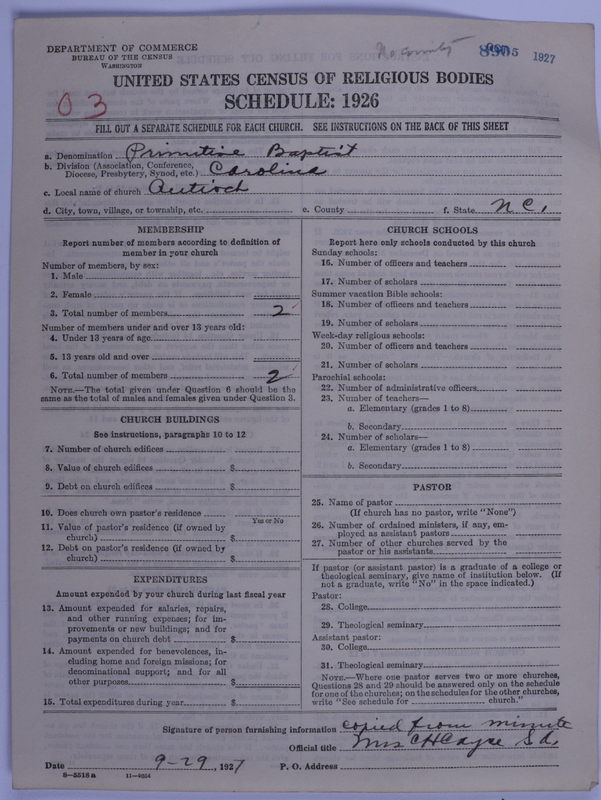 No county
8905
1927
DEPARTMENT OF COMMERCE
BUREAU OF THE CENSUS
WASHINGTON
UNITED STATES CENSUS OF RELIGIOUS BODIES
03
SCHEDULE: 1926
FILL OUT A SEPARATE SCHEDULE FOR EACH CHURCH. SEE INSTRUCTIONS ON THE BACK OF THIS SHEET
a. Denomination Primitive Baptist
b. Division (Association, Conference, Diocese, Presbytery, Synod, etc.) Carolina
c. Local name of church Antioch
d. City, town, village, or township, etc. e. County f. State N C,
MEMBERSHIP
Report number of members according to definition of
member in your church
Number of members, by sex:
1. Male
2. Female
3. Total number of members 2
Number of members under and over 13 years old:
4. Under 13 years of age
5. 13 years old and over
6. Total number of members 2
NOTE.—The total given under Question 6 should be the
same as the total of males and females given under Question 3.
CHURCH BUILDINGS
See instructions, paragraphs 10 to 12
7. Number of church edifices
8. Value of church edifices $
9. Debt on church edifices $
10. Does church own pastor's residence
Yes or No
11. Value of pastor's residence (if owned by
church) $
12. Debt on pastor's residence (if owned by
church) $
EXPENDITURES
Amount expended by your church during last fiscal year
13. Amount expended for salaries, repairs,
and other running expenses; for im-
provements or new buildings; and for
payments on church debt $
14. Amount expended for benevolences, in-
cluding home and foreign missions; for
denominational support; and for all
other purposes $
15. Total expenditures during year $
CHURCH SCHOOLS
Report here only schools conducted by this church
Sunday schools:
16. Number of officers and teachers
17. Number of scholars
Summer vacation Bible schools:
18. Number of officers and teachers
19. Number of scholars
Week-day religious schools:
20. Number of officers and teachers
21. Number of scholars
Parochial schools:
22. Number of administrative officers
23. Number of teachers—
a. Elementary (grades 1 to 8)
b. Secondary
24. Number of scholars—
a. Elementary (grades 1 to 8)
b. Secondary
PASTOR
25. Name of pastor
(If church has no pastor, write "None")
26. Number of ordained ministers, if any, em-
ployed as assistant pastors
27. Number of other churches served by the
pastor or his assistants
If pastor (or assistant pastor) is a graduate of a college or
theological seminary, give name of institution below. (If
not a graduate, write "No" in the space indicated.)
Pastor:
28. College
29. Theological seminary
Assistant pastor:
30. College
31. Theological seminary
NOTE.—Where one pastor serves two or more churches,
Questions 28 and 29 should be answered only on the schedule
for one of the churches; on the schedules for the other churches,
write "See schedule for church."
Signature of person furnishing information copied from minute
Official title Mrs C H Cayce
Date 9-29, 1927 P. O. Address
8-5518a 11-9254